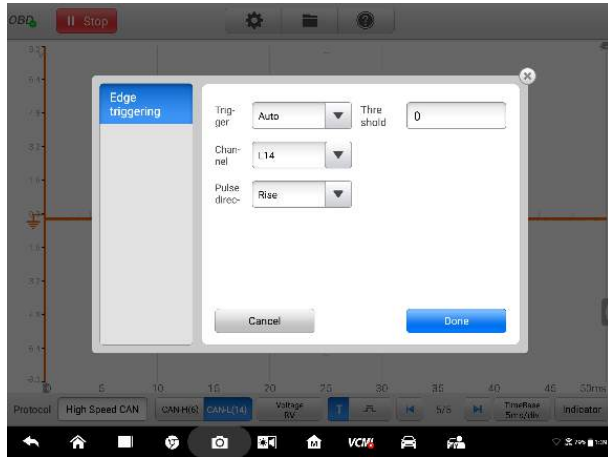 OBD
Stop
Edge
triggering
Trig-
ger
Auto
Thre
shold
0
Chan-
nel
L14
Pulse
direc-
Rise
Cancel
Done
0 5 10 15 20 25 30 35 40 45 50ms
Protocol High Speed CAN CAN-H(6) CAN-L(14) Voltage 8V T 5/5 TimeBase 5ms/div Indicator
VCMI